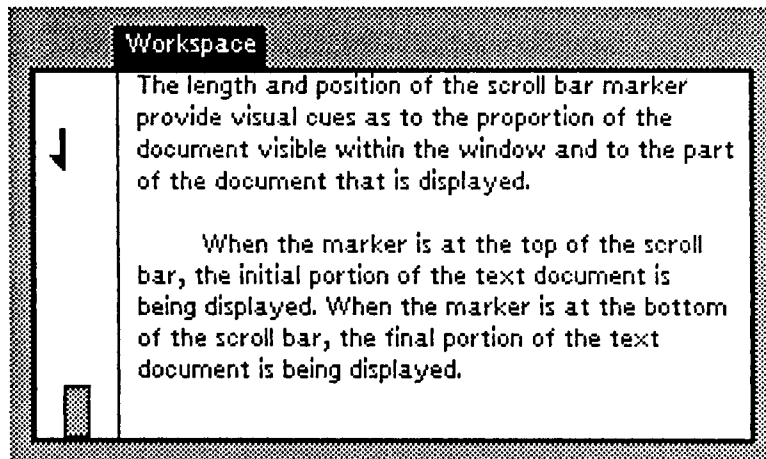 Workspace
The length and position of the scroll bar marker
provide visual cues as to the proportion of the
document visible within the window and to the part
of the document that is displayed.
When the marker is at the top of the scroll
bar, the initial portion of the text document is
being displayed. When the marker is at the bottom
of the scroll bar, the final portion of the text
document is being displayed.